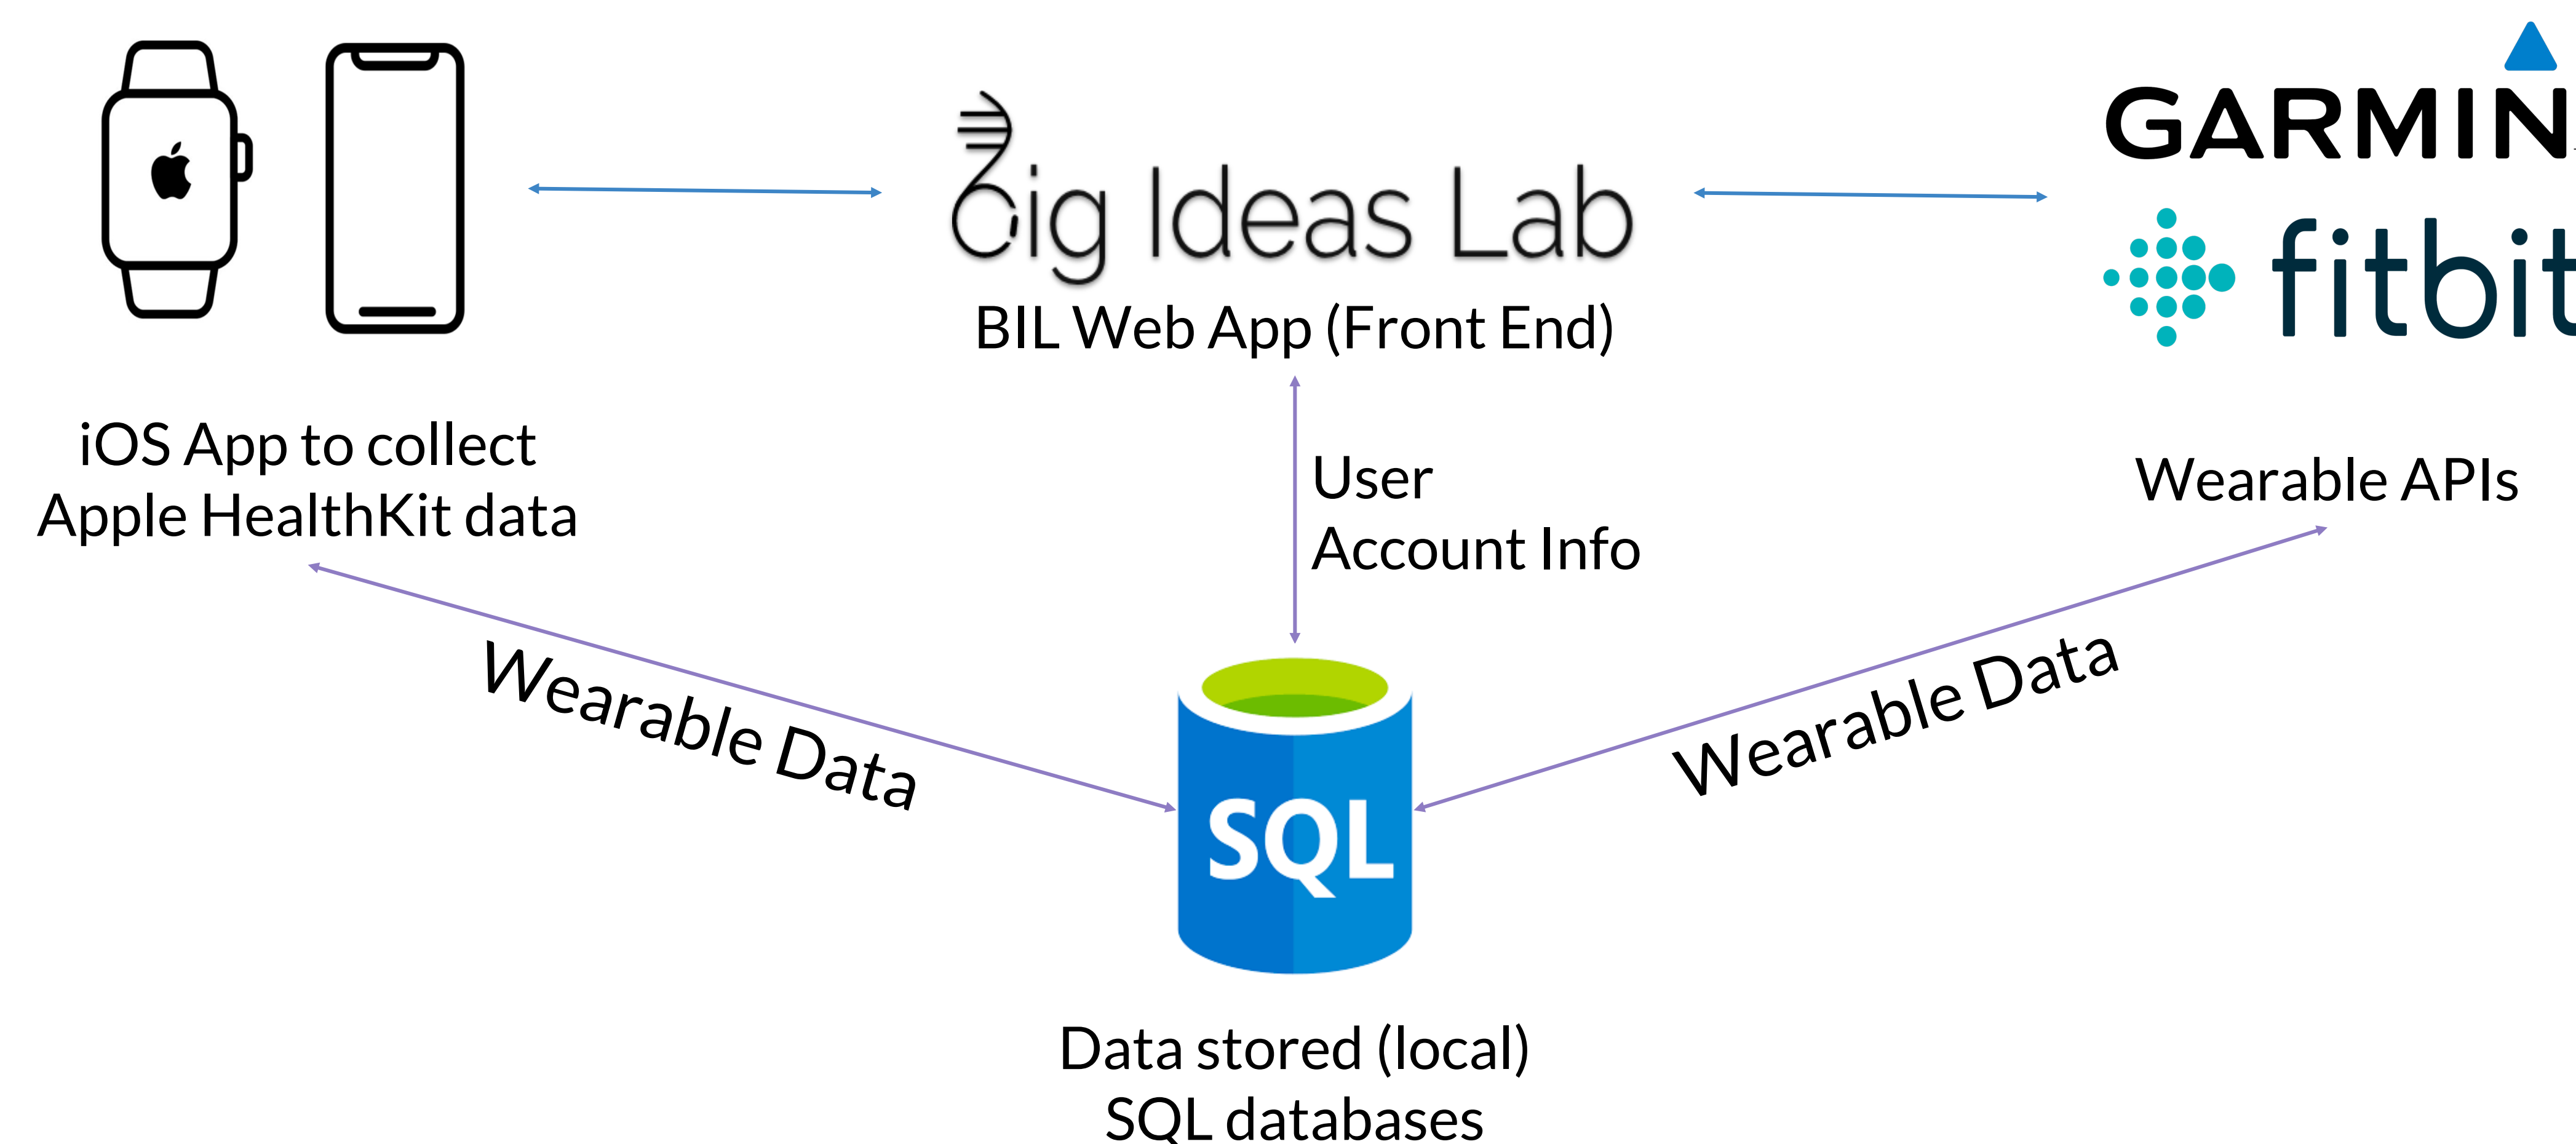 GARMIN
Big Ideas Lab
fitbit
BIL Web App (Front End)
iOS App to collect
Apple HealthKit data
User
Account Info
Wearable APIs
Wearable Data
Wearable Data
SQL
Data stored (local)
SQL databases